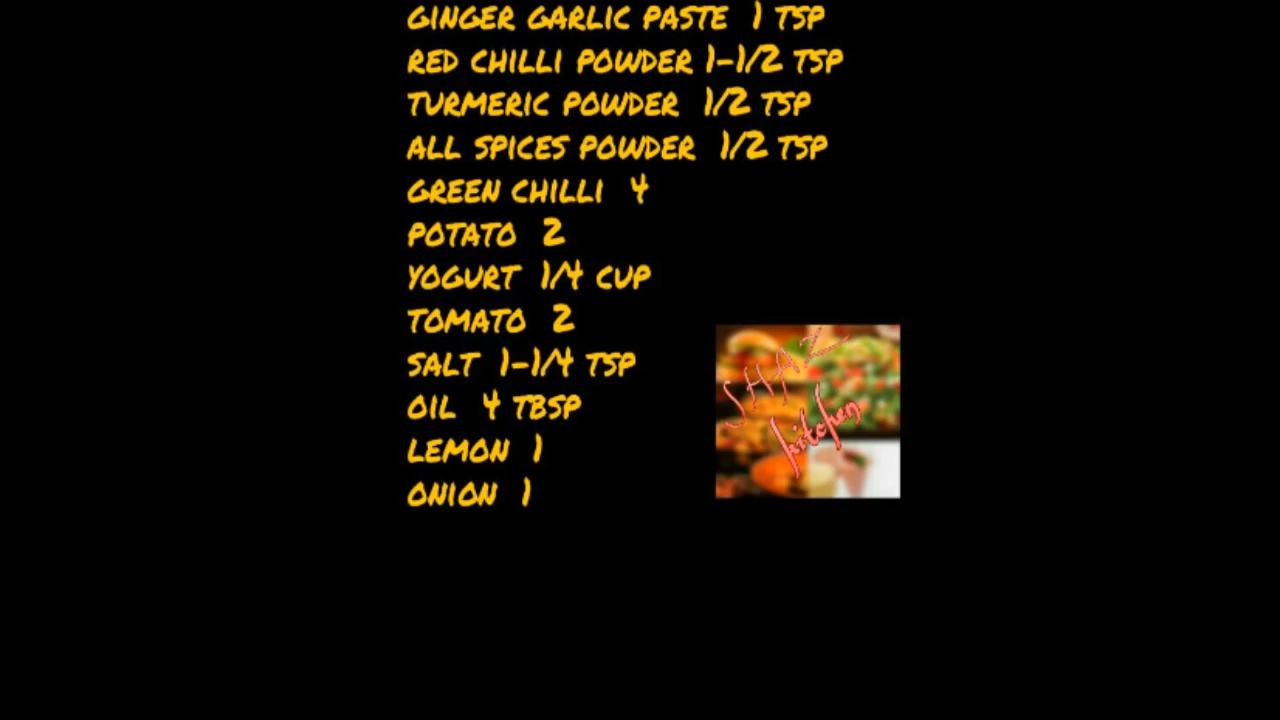 GINGER GARLIC PASTE 1 TSP
RED CHILLI POWDER 1-1/2 TSP
TURMERIC POWDER 1/2 TSP
ALL SPICES POWDER 1/2 TSP
GREEN CHILLI 4
POTATO 2
YOGURT 1/4 CUP
TOMATO 2
SALT 1-1/4 TSP
OIL 4 TBSP
LEMON 1
ONION 1
SHAZ
kitchen